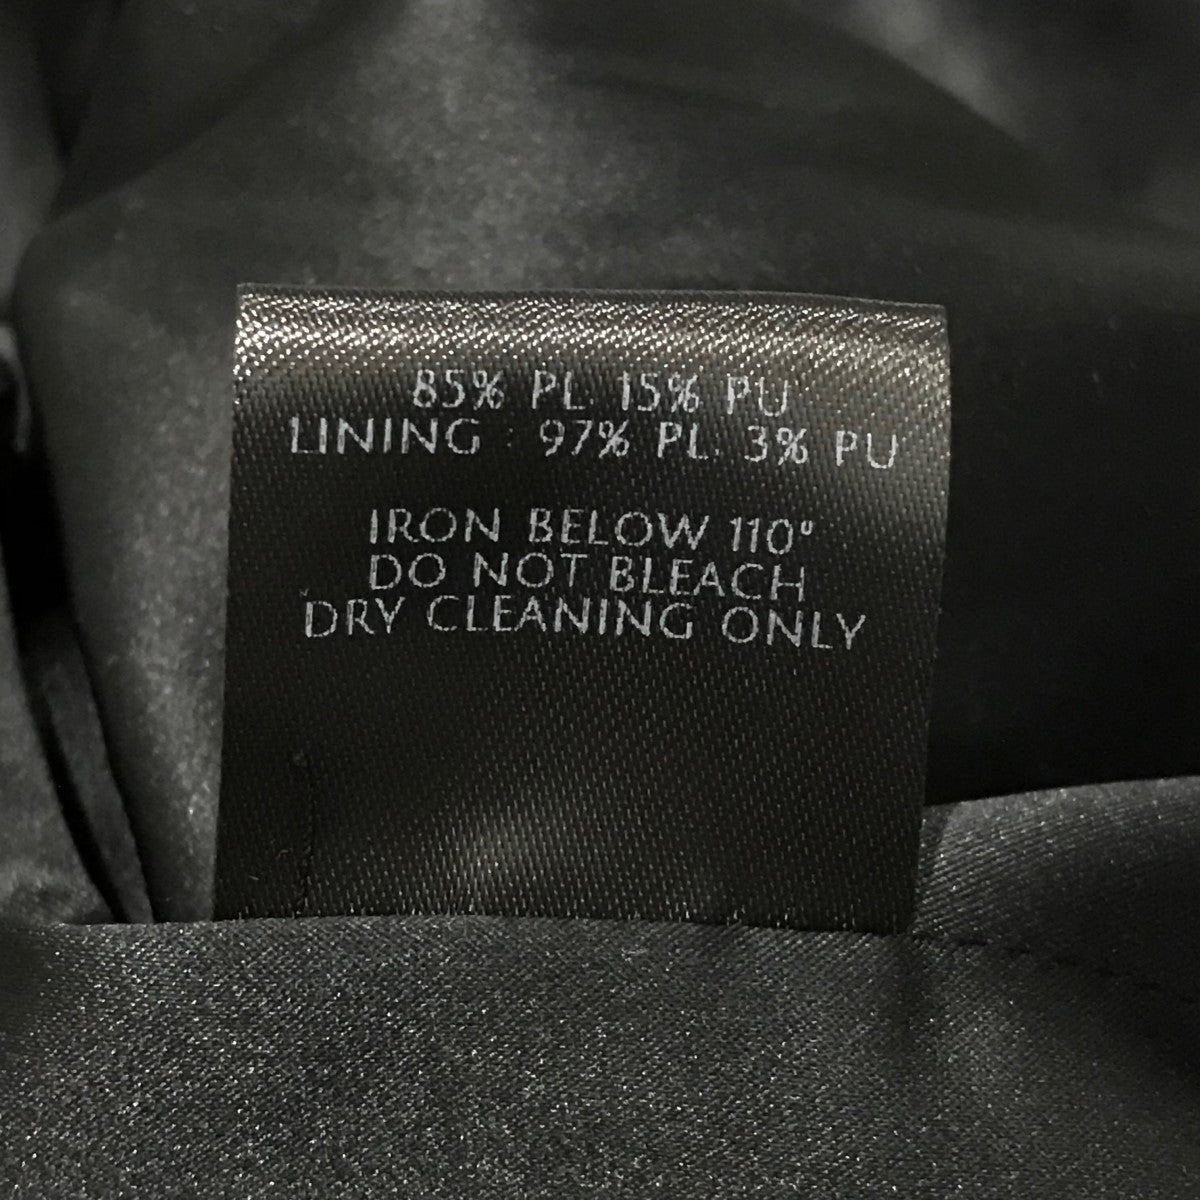 85% PL 15% PU
LINING : 97% PL 3% PU
IRON BELOW 110°
DO NOT BLEACH
DRY CLEANING ONLY